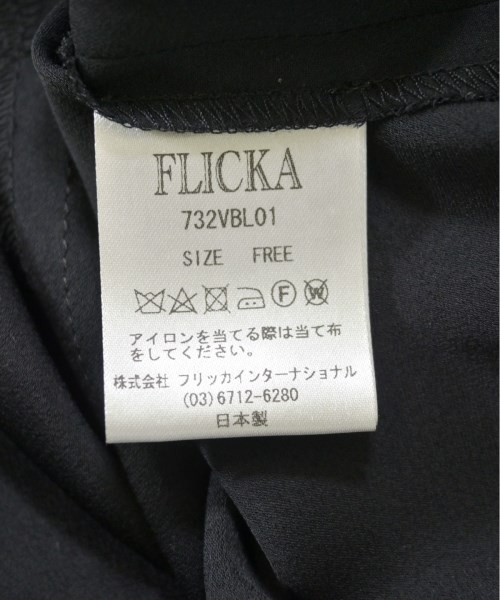 FLICKA
732VBL01
SIZE FREE
F W
アイロンを当てる際は当て布
をしてください。
株式会社 フリッカインターナショナル
(03)6712-6280
日本製